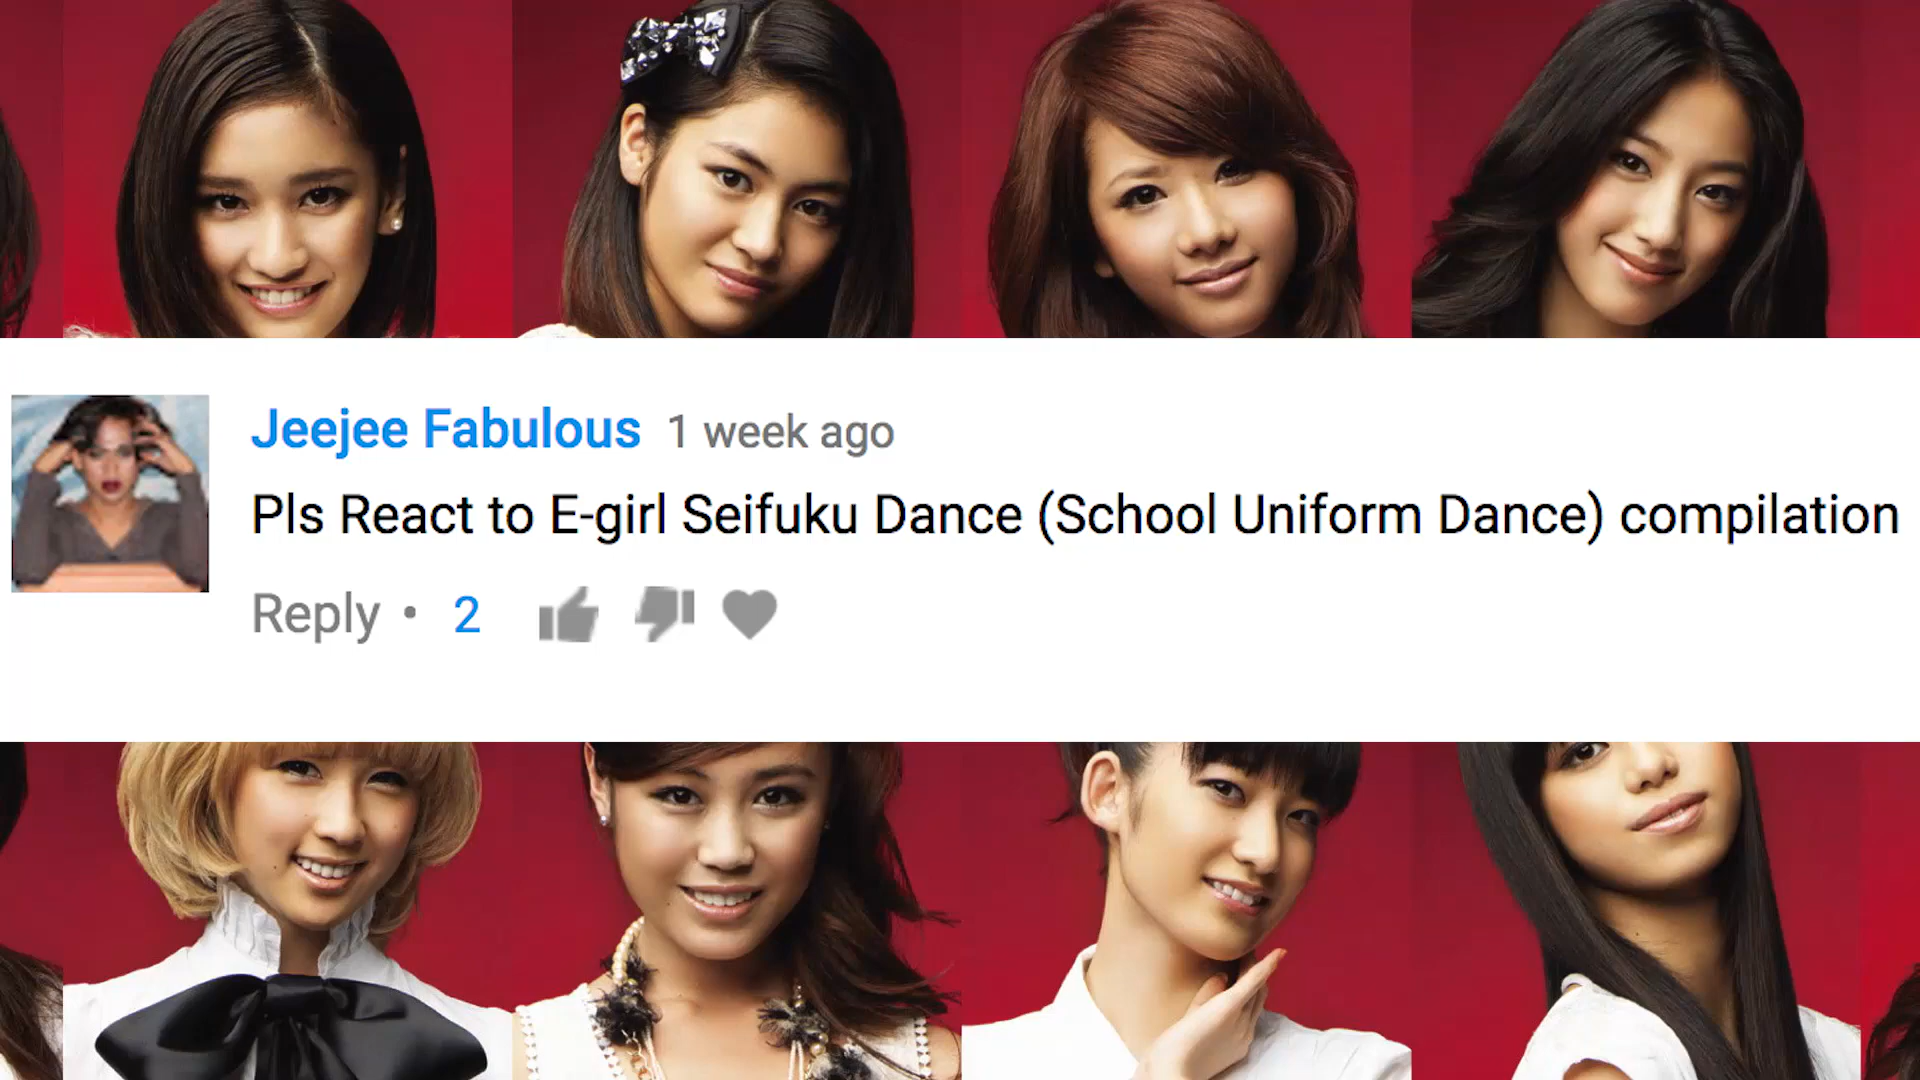 Jeejee Fabulous 1 week ago
Pls React to E-girl Seifuku Dance (School Uniform Dance) compilation
Reply • 2